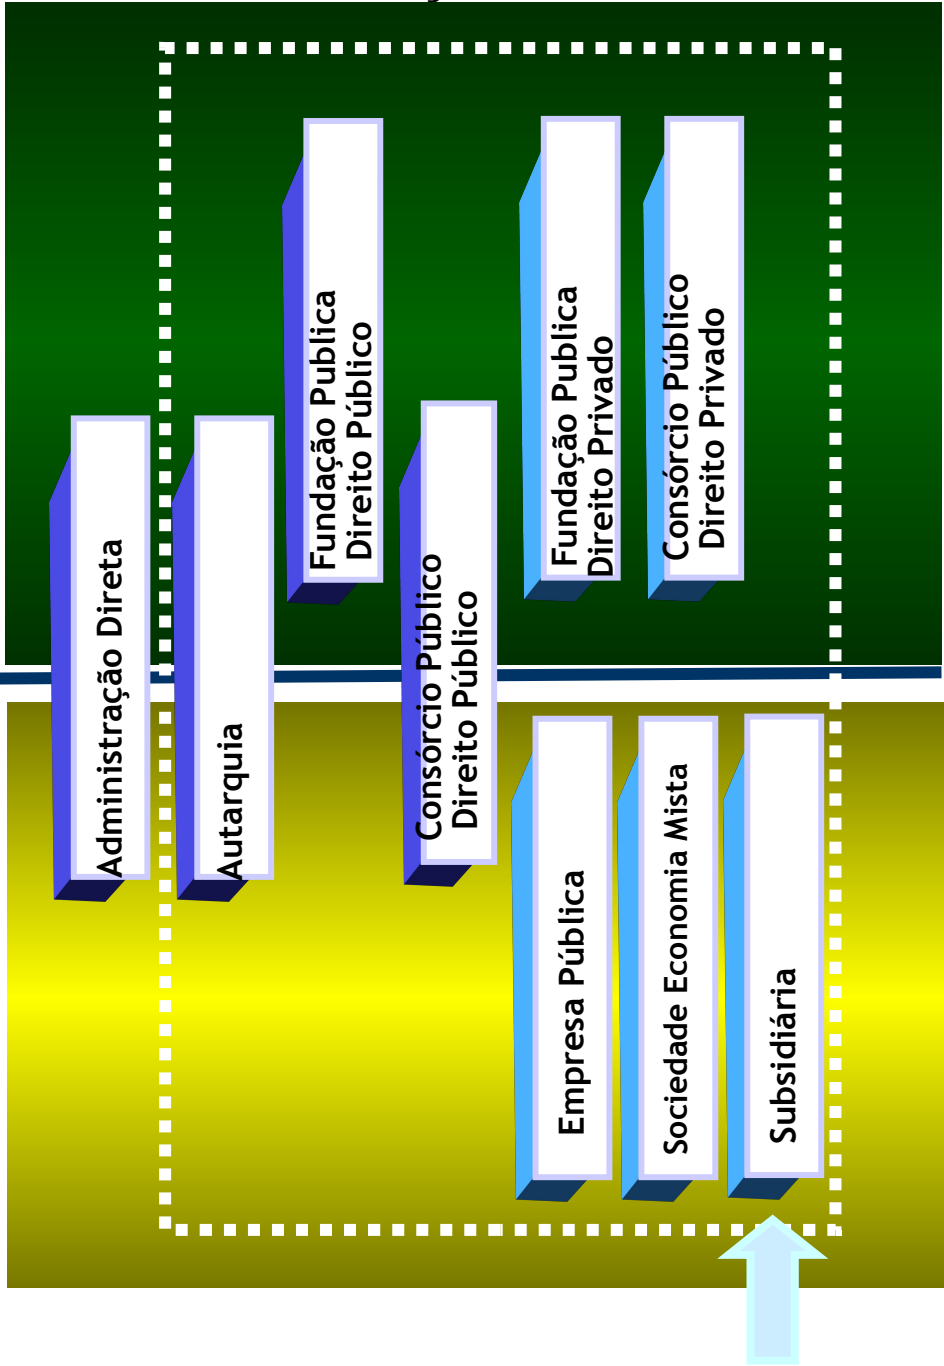 Administração Direta
Autarquia
Fundação Publica
Direito Público
Consórcio Público
Direito Público
Fundação Publica
Direito Privado
Consórcio Público
Direito Privado
Empresa Pública
Sociedade Economia Mista
Subsidiária